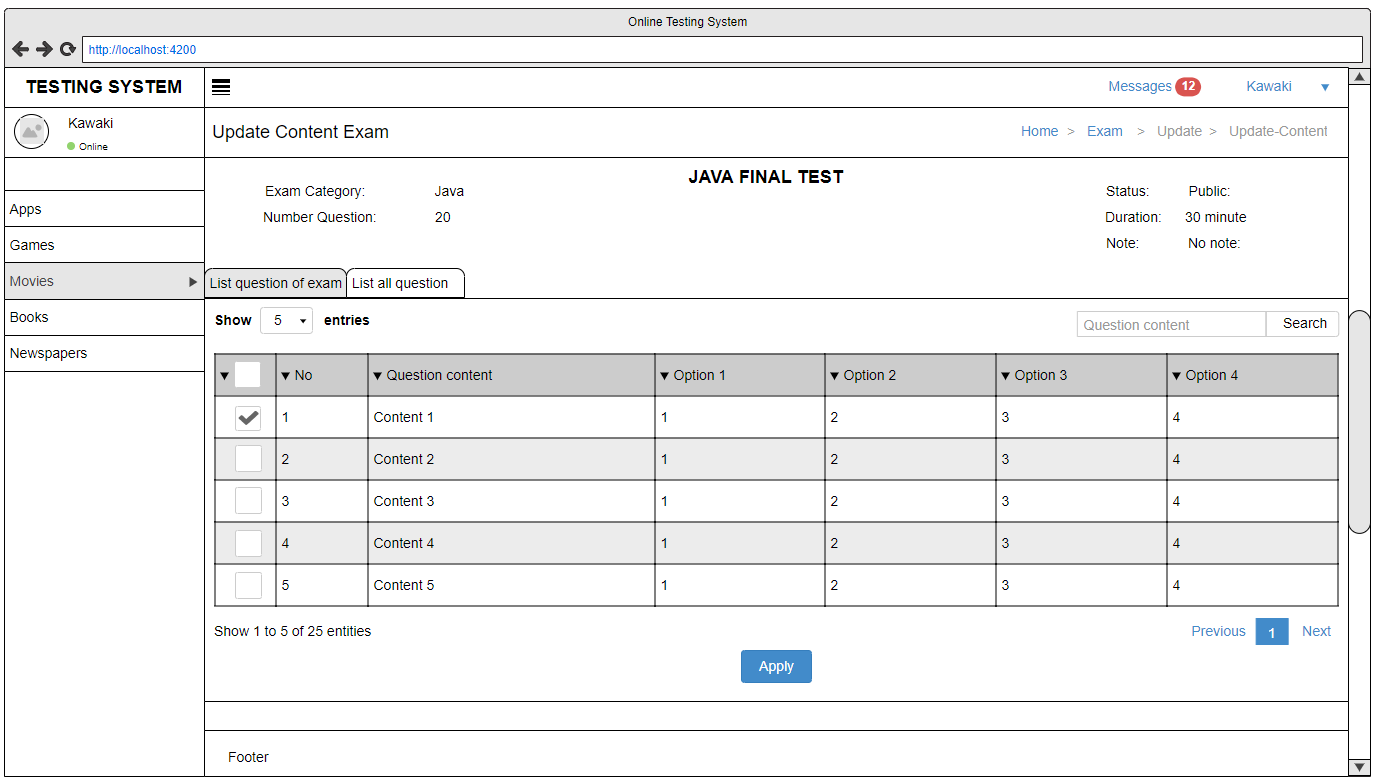 Online Testing System
http://localhost:4200
TESTING SYSTEM
Messages 12 Kawaki
Kawaki
Online
Update Content Exam
Home > Exam > Update > Update-Content
Apps
Games
Movies
Books
Newspapers
JAVA FINAL TEST
Exam Category: Java
Number Question: 20
Status: Public:
Duration: 30 minute
Note: No note:
List question of exam List all question
Show 5 entries
Question content Search
No Question content Option 1 Option 2 Option 3 Option 4
1 Content 1 1 2 3 4
2 Content 2 1 2 3 4
3 Content 3 1 2 3 4
4 Content 4 1 2 3 4
5 Content 5 1 2 3 4
Show 1 to 5 of 25 entities
Previous 1 Next
Apply
Footer